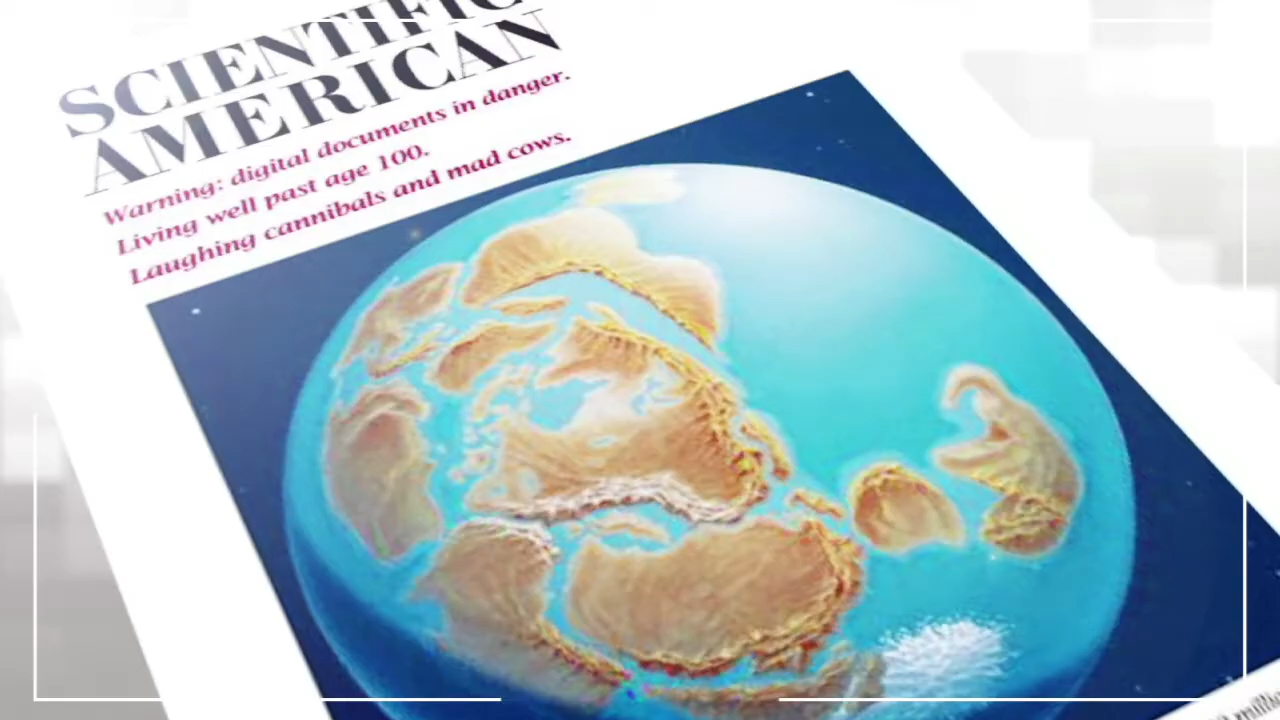 SCIENTIFIC
AMERICAN
Warning: digital documents in danger.
Living well past age 100.
Laughing cannibals and mad cows.